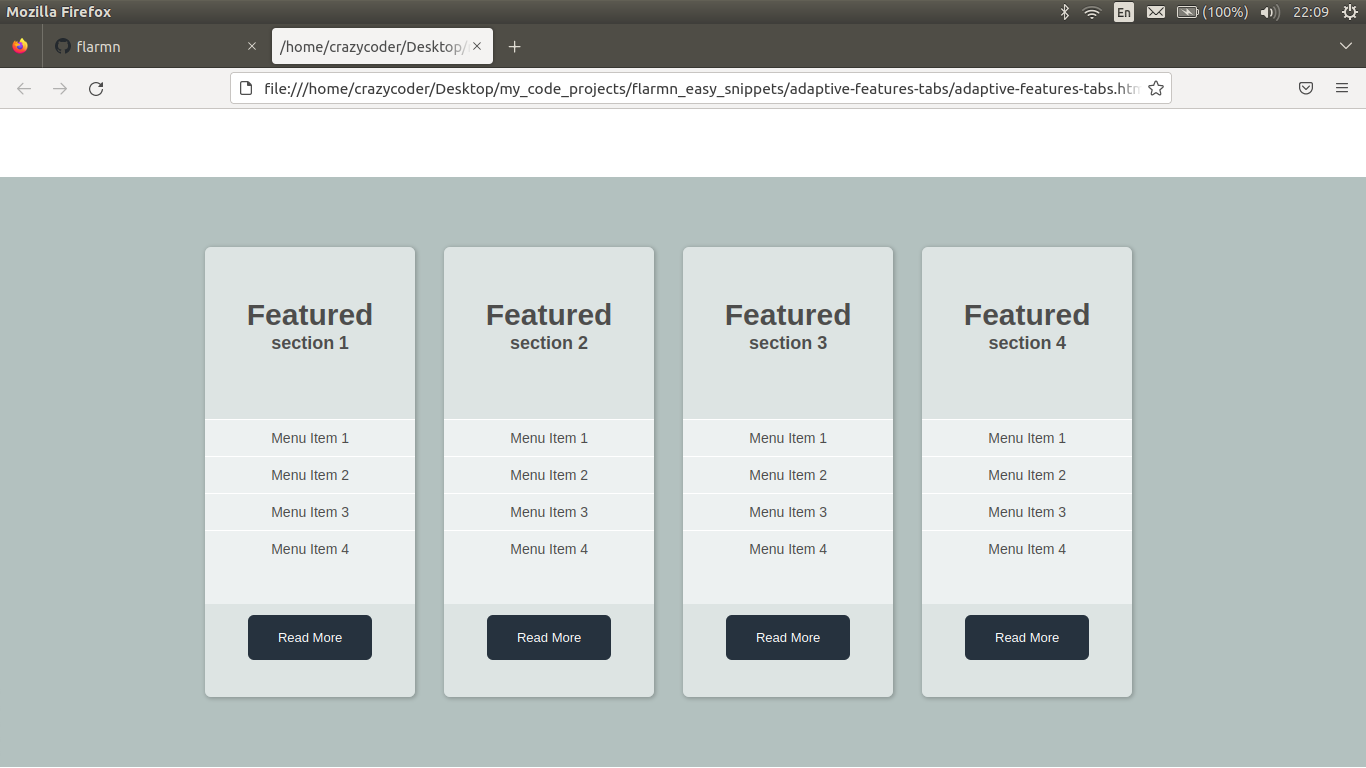 Mozilla Firefox
En
(100%)
22:09
flarmn
/home/crazycoder/Desktop/
file:///home/crazycoder/Desktop/my_code_projects/flarmn_easy_snippets/adaptive-features-tabs/adaptive-features-tabs.htm
Featured
section 1
Menu Item 1
Menu Item 2
Menu Item 3
Menu Item 4
Read More
Featured
section 2
Menu Item 1
Menu Item 2
Menu Item 3
Menu Item 4
Read More
Featured
section 3
Menu Item 1
Menu Item 2
Menu Item 3
Menu Item 4
Read More
Featured
section 4
Menu Item 1
Menu Item 2
Menu Item 3
Menu Item 4
Read More